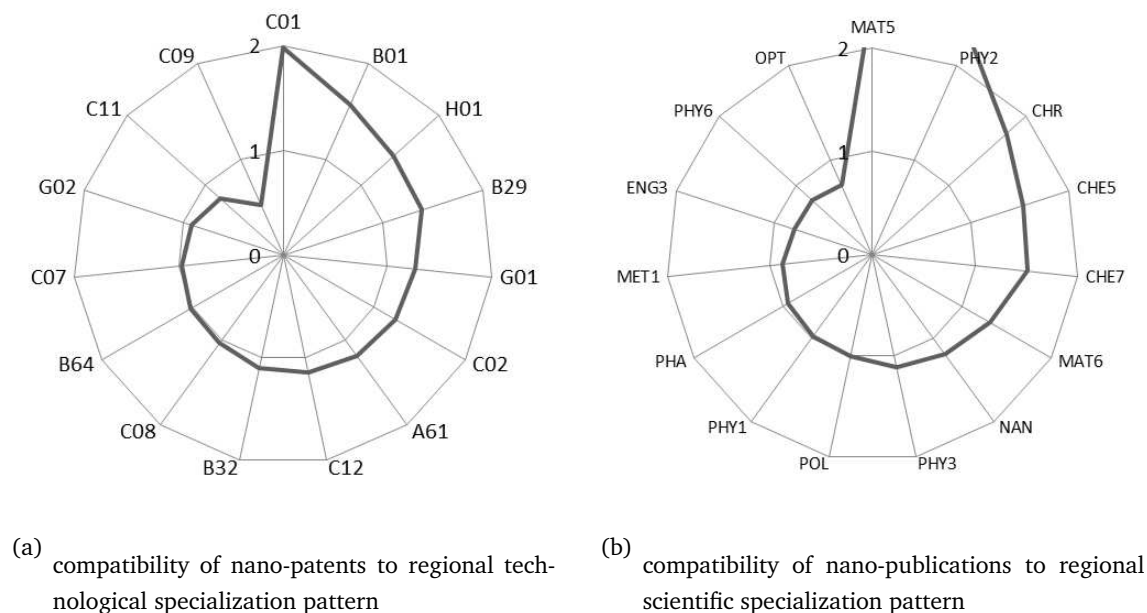 C01
2
C09
B01
C11
H01
1
G02
B29
0
C07
G01
B64
C02
C08
A61
B32
C12
MAT5
2
OPT
PHY2
PHY6
CHR
1
ENG3
CHE5
0
MET1
CHE7
PHA
MAT6
PHY1
NAN
POL
PHY3
(a)
compatibility of nano-patents to regional tech-
nological specialization pattern
(b)
compatibility of nano-publications to regional
scientific specialization pattern